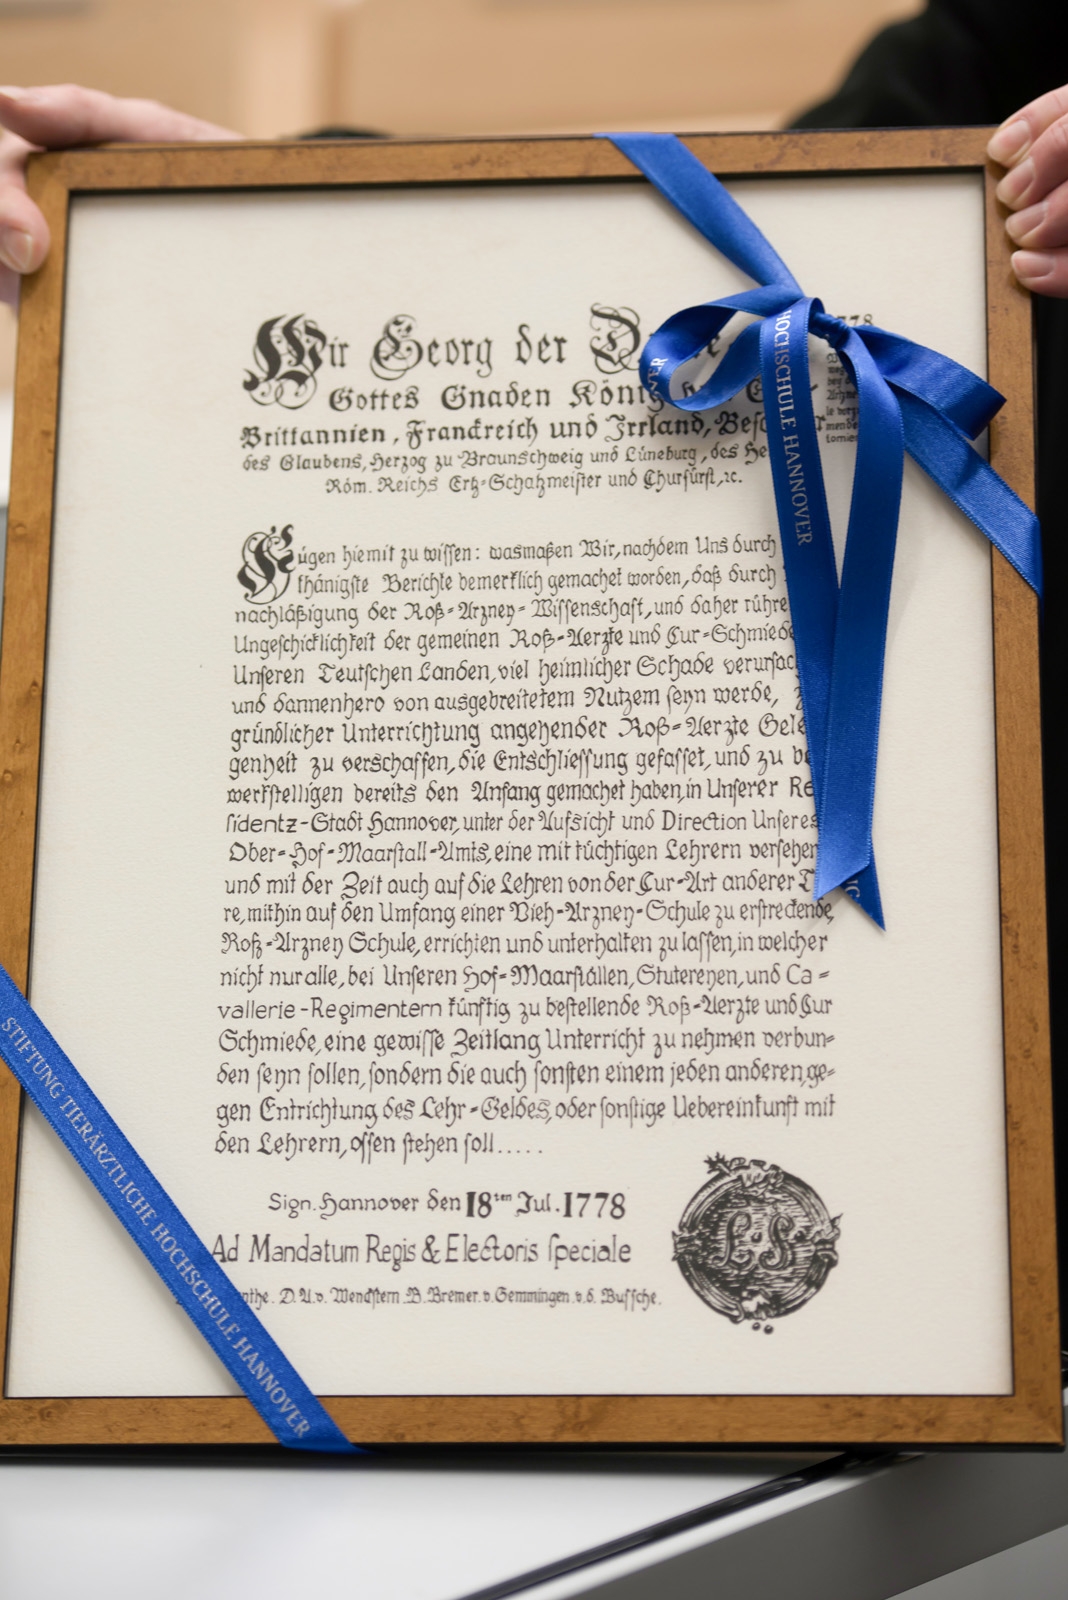 Wir Georg der
1778
Gottes Gnaden König
Brittannien, Franckreich und Irrland,
des Glaubens, Herzog zu Braunschweig und Lüneburg, des
Röm. Reichs Ertz-Schatzmeister und Churfürst, ꝛc.
Fügen hiemit zu wissen: wasmaßen Wir, nachdem Uns durch
thänigste Berichte bemerklich gemachet worden, daß durch
nachläßigung der Roß-Arzney-Wissenschaft, und daher rühre
Ungeschicklichkeit der gemeinen Roß-Aerzte und Cur-Schmiede
Unseren Teutschen Landen, viel heimlicher Schade verursac
und dannenhero von ausgebreitetem Nutzem seyn werde,
gründlicher Unterrichtung angehender Roß-Aerzte Gele
genheit zu verschaffen, die Entschliessung gefasset, und zu be
werkstelligen bereits den Anfang gemachet haben, in Unserer Re
sidentz-Stadt Hannover, unter der Aufsicht und Direction Unseres
Ober-Hof-Maarstall-Amts, eine mit tüchtigen Lehrern versehen
und mit der Zeit auch auf die Lehren von der Cur-Art anderer
re, mithin auf den Umfang einer Vieh-Arzney-Schule zu erstreckende,
Roß-Arzney Schule, errichten und unterhalten zu lassen, in welcher
nicht nur alle, bei Unseren Hof-Maarställen, Stutereyen, und Ca-
vallerie-Regimentern künftig zu bestellende Roß-Aerzte und Cur
Schmiede, eine gewisse Zeitlang Unterricht zu nehmen verbun-
den seyn sollen, sondern die auch sonsten einem jeden anderen, ge-
gen Entrichtung des Lehr-Geldes, oder sonstige Uebereinkunft mit
den Lehrern, offen stehen soll.....
Sign. Hannover den 18ten Jul. 1778
Ad Mandatum Regis & Electoris speciale
D. U. v. Wenckstern. B. Bremer. v. Gemmingen. v. d. Bussche.
L. S.
HOCHSCHULE HANNOVER
STIFTUNG TIERÄRZTLICHE HOCHSCHULE HANNOVER